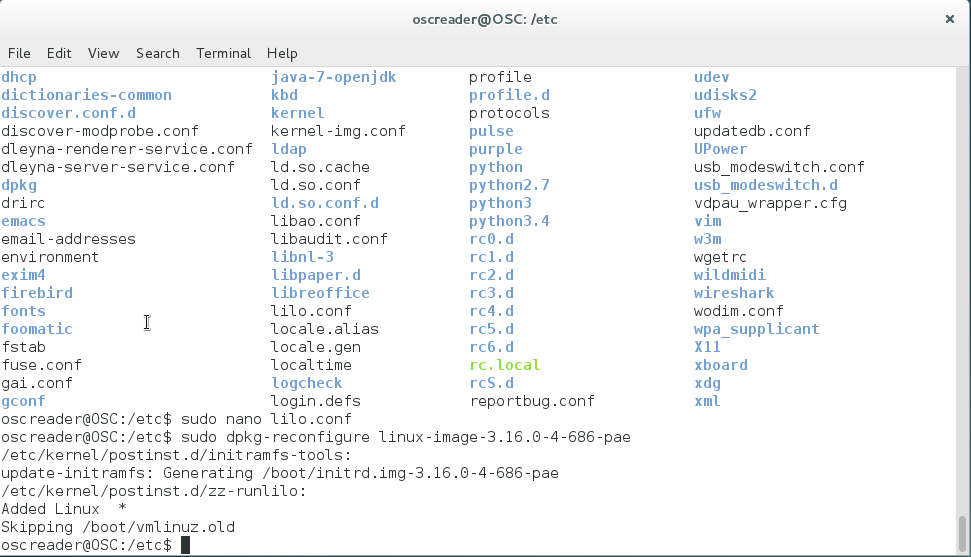 oscreader@OSC: /etc ×
File Edit View Search Terminal Help
dhcp java-7-openjdk profile udev
dictionaries-common kbd profile.d udisks2
discover.conf.d kernel protocols ufw
discover-modprobe.conf kernel-img.conf pulse updatedb.conf
dleyna-renderer-service.conf ldap purple UPower
dleyna-server-service.conf ld.so.cache python usb_modeswitch.conf
dpkg ld.so.conf python2.7 usb_modeswitch.d
drirc ld.so.conf.d python3 vdpau_wrapper.cfg
emacs libao.conf python3.4 vim
email-addresses libaudit.conf rc0.d w3m
environment libnl-3 rc1.d wgetrc
exim4 libpaper.d rc2.d wildmidi
firebird libreoffice rc3.d wireshark
fonts lilo.conf rc4.d wodim.conf
foomatic locale.alias rc5.d wpa_supplicant
fstab locale.gen rc6.d X11
fuse.conf localtime rc.local xboard
gai.conf logcheck rcS.d xdg
gconf login.defs reportbug.conf xml
oscreader@OSC:/etc$ sudo nano lilo.conf
oscreader@OSC:/etc$ sudo dpkg-reconfigure linux-image-3.16.0-4-686-pae
/etc/kernel/postinst.d/initramfs-tools:
update-initramfs: Generating /boot/initrd.img-3.16.0-4-686-pae
/etc/kernel/postinst.d/zz-runlilo:
Added Linux  *
Skipping /boot/vmlinuz.old
oscreader@OSC:/etc$